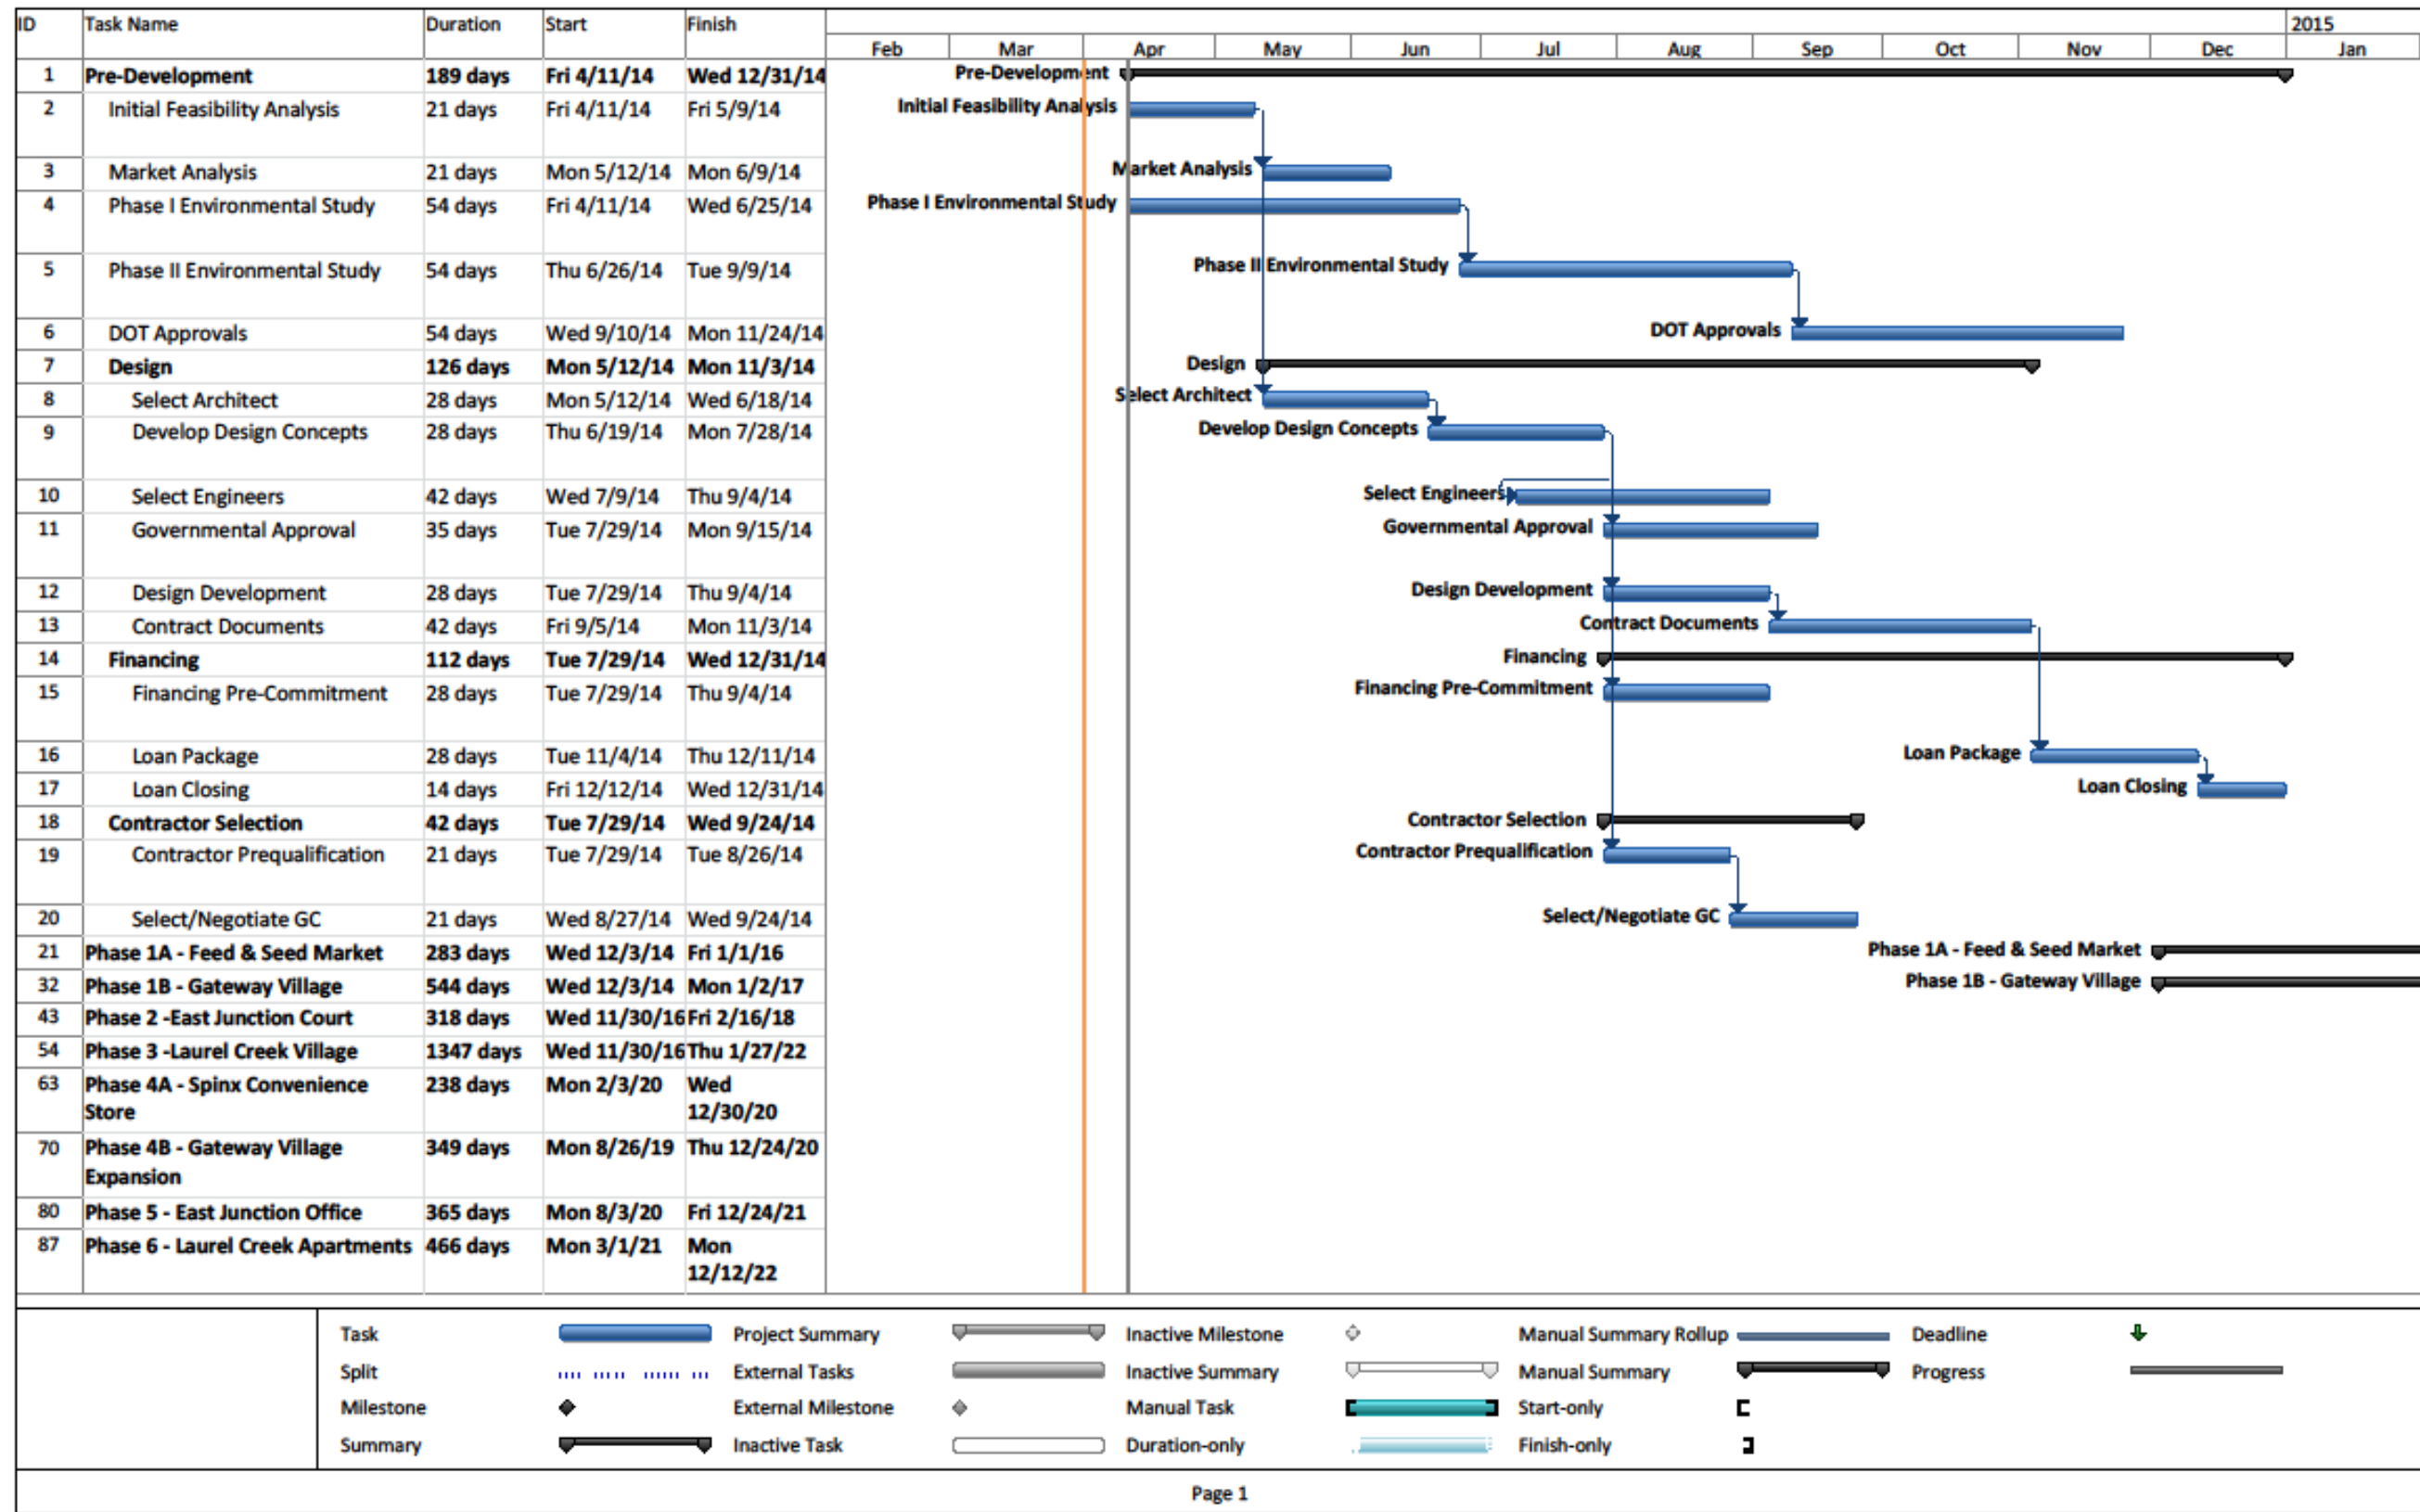 ID Task Name Duration Start Finish 2015
Feb Mar Apr May Jun Jul Aug Sep Oct Nov Dec Jan
1 Pre-Development 189 days Fri 4/11/14 Wed 12/31/14 Pre-Development
2 Initial Feasibility Analysis 21 days Fri 4/11/14 Fri 5/9/14 Initial Feasibility Analysis
3 Market Analysis 21 days Mon 5/12/14 Mon 6/9/14 Market Analysis
4 Phase I Environmental Study 54 days Fri 4/11/14 Wed 6/25/14 Phase I Environmental Study
5 Phase II Environmental Study 54 days Thu 6/26/14 Tue 9/9/14 Phase II Environmental Study
6 DOT Approvals 54 days Wed 9/10/14 Mon 11/24/14 DOT Approvals
7 Design 126 days Mon 5/12/14 Mon 11/3/14 Design
8 Select Architect 28 days Mon 5/12/14 Wed 6/18/14 Select Architect
9 Develop Design Concepts 28 days Thu 6/19/14 Mon 7/28/14 Develop Design Concepts
10 Select Engineers 42 days Wed 7/9/14 Thu 9/4/14 Select Engineers
11 Governmental Approval 35 days Tue 7/29/14 Mon 9/15/14 Governmental Approval
12 Design Development 28 days Tue 7/29/14 Thu 9/4/14 Design Development
13 Contract Documents 42 days Fri 9/5/14 Mon 11/3/14 Contract Documents
14 Financing 112 days Tue 7/29/14 Wed 12/31/14 Financing
15 Financing Pre-Commitment 28 days Tue 7/29/14 Thu 9/4/14 Financing Pre-Commitment
16 Loan Package 28 days Tue 11/4/14 Thu 12/11/14 Loan Package
17 Loan Closing 14 days Fri 12/12/14 Wed 12/31/14 Loan Closing
18 Contractor Selection 42 days Tue 7/29/14 Wed 9/24/14 Contractor Selection
19 Contractor Prequalification 21 days Tue 7/29/14 Tue 8/26/14 Contractor Prequalification
20 Select/Negotiate GC 21 days Wed 8/27/14 Wed 9/24/14 Select/Negotiate GC
21 Phase 1A - Feed & Seed Market 283 days Wed 12/3/14 Fri 1/1/16 Phase 1A - Feed & Seed Market
32 Phase 1B - Gateway Village 544 days Wed 12/3/14 Mon 1/2/17 Phase 1B - Gateway Village
43 Phase 2 -East Junction Court 318 days Wed 11/30/16 Fri 2/16/18
54 Phase 3 -Laurel Creek Village 1347 days Wed 11/30/16 Thu 1/27/22
63 Phase 4A - Spinx Convenience 238 days Mon 2/3/20 Wed
Store 12/30/20
70 Phase 4B - Gateway Village 349 days Mon 8/26/19 Thu 12/24/20
Expansion
80 Phase 5 - East Junction Office 365 days Mon 8/3/20 Fri 12/24/21
87 Phase 6 - Laurel Creek Apartments 466 days Mon 3/1/21 Mon
12/12/22
Task Project Summary Inactive Milestone Manual Summary Rollup Deadline
Split External Tasks Inactive Summary Manual Summary Progress
Milestone External Milestone Manual Task Start-only
Summary Inactive Task Duration-only Finish-only
Page 1